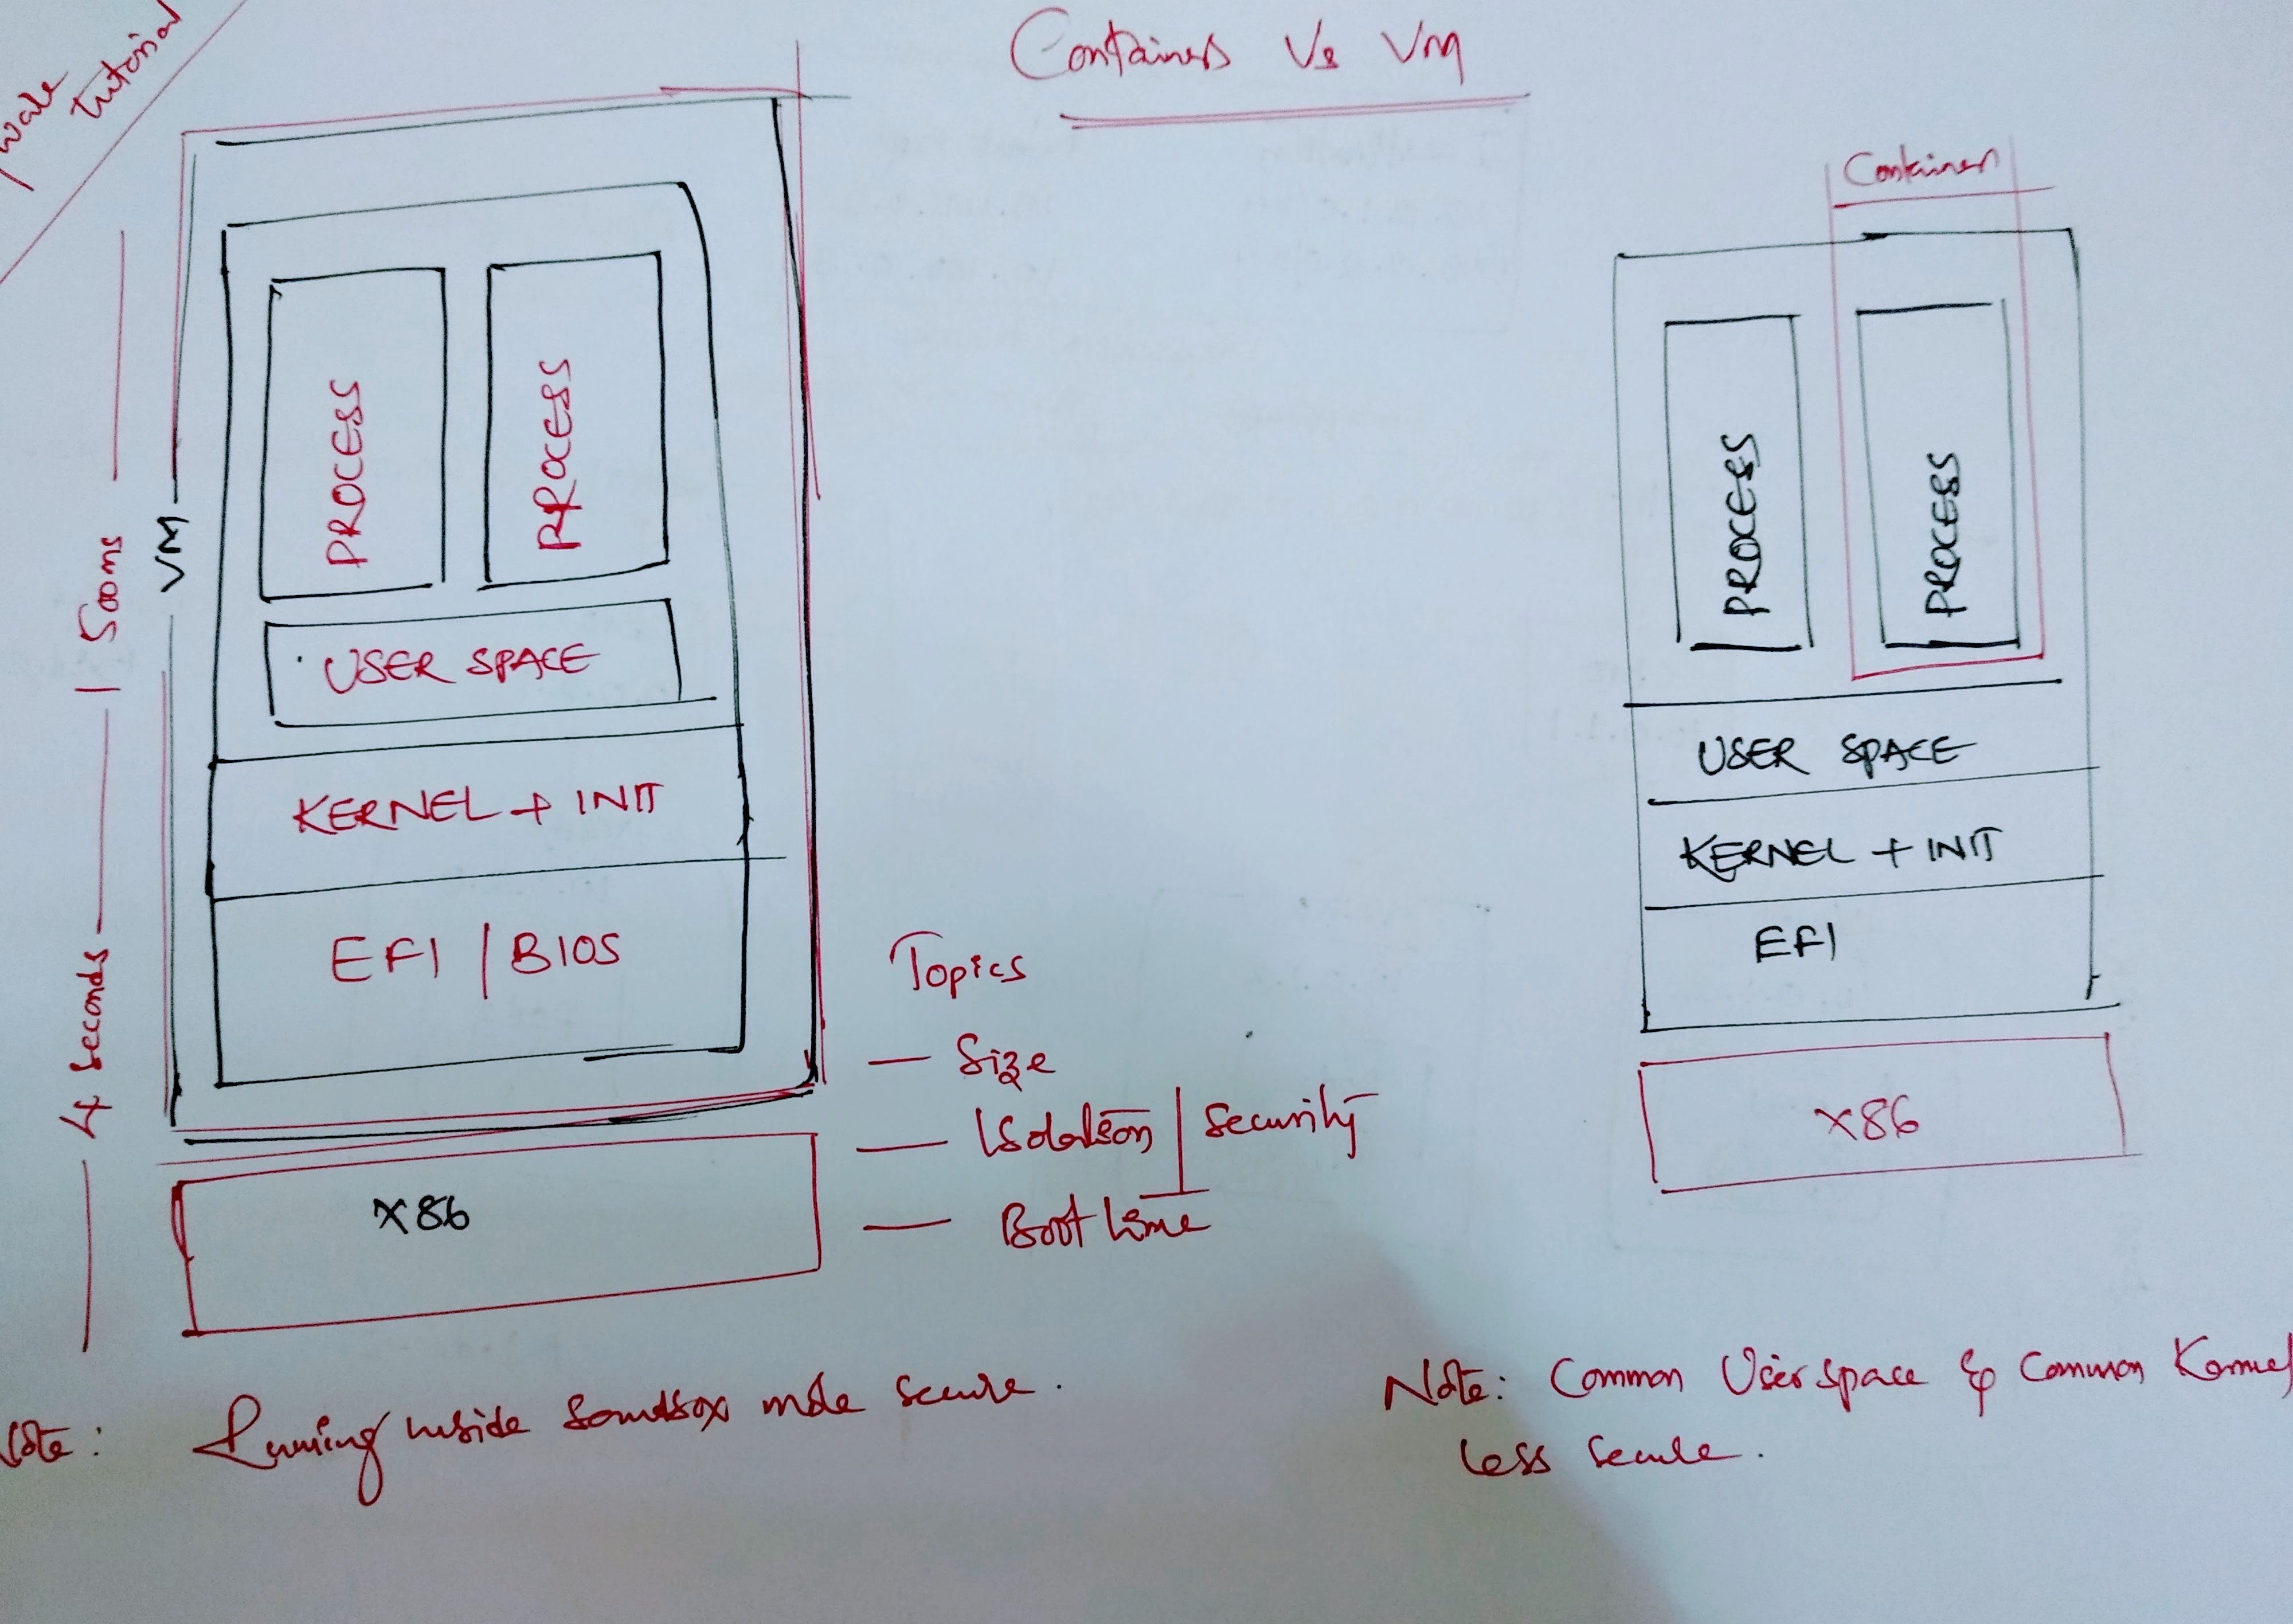 Tutorial
Containers Vs VM
Container
PROCESS
PROCESS
PROCESS
PROCESS
500ms
VM
USER SPACE
USER SPACE
KERNEL + INIT
KERNEL + INIT
EFI | BIOS
EFI
4 Seconds
Topics
— Size
— Isolation | Security
— Boot time
X86
X86
Note: Running inside Sandbox mode secure.
Note: Common User space & Common Kernel
less secure.